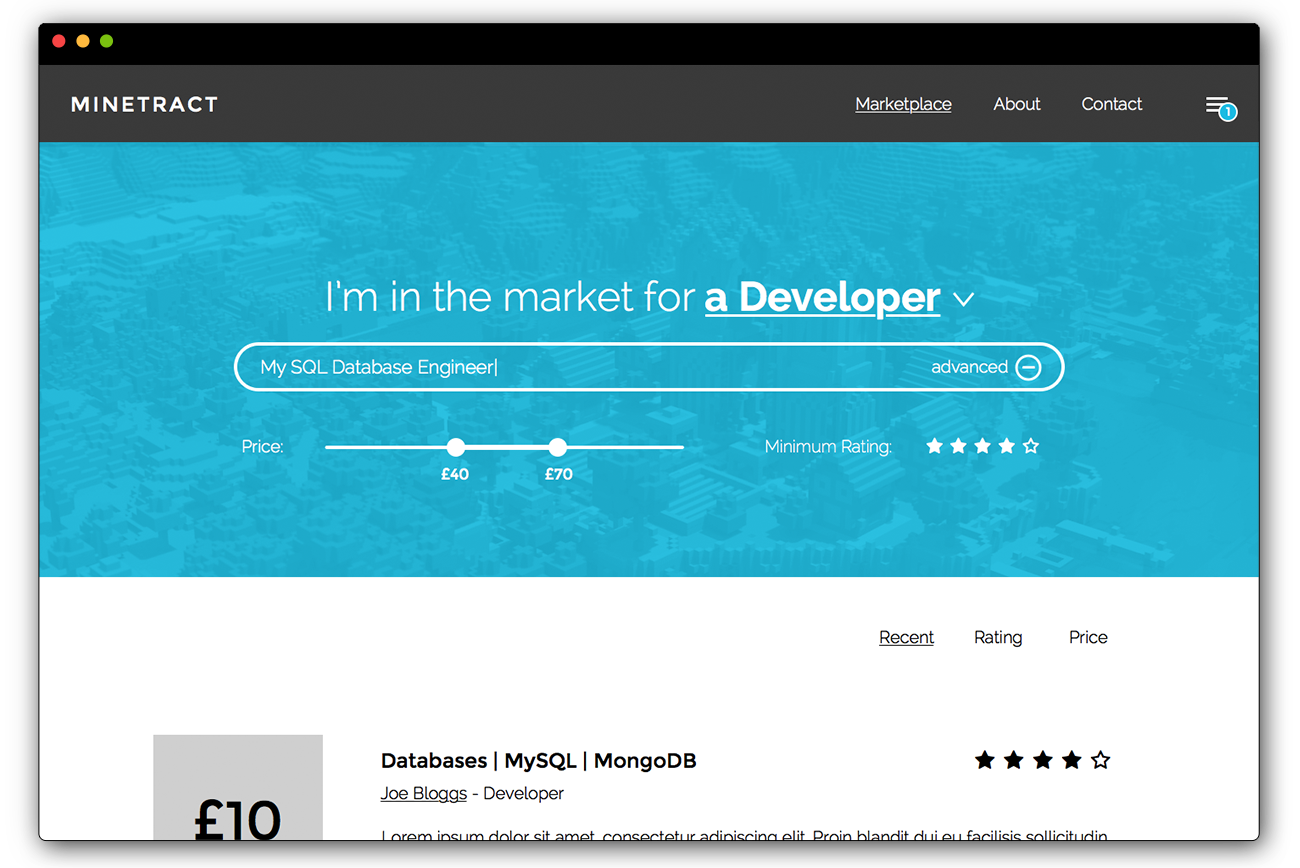 MINETRACT
Marketplace About Contact
1
I'm in the market for a Developer
My SQL Database Engineer|
advanced
Price:
£40 £70
Minimum Rating:
Recent Rating Price
£10
Databases | MySQL | MongoDB
Joe Bloggs - Developer
Lorem ipsum dolor sit amet, consectetur adipiscing elit. Proin blandit dui eu facilisis sollicitudin